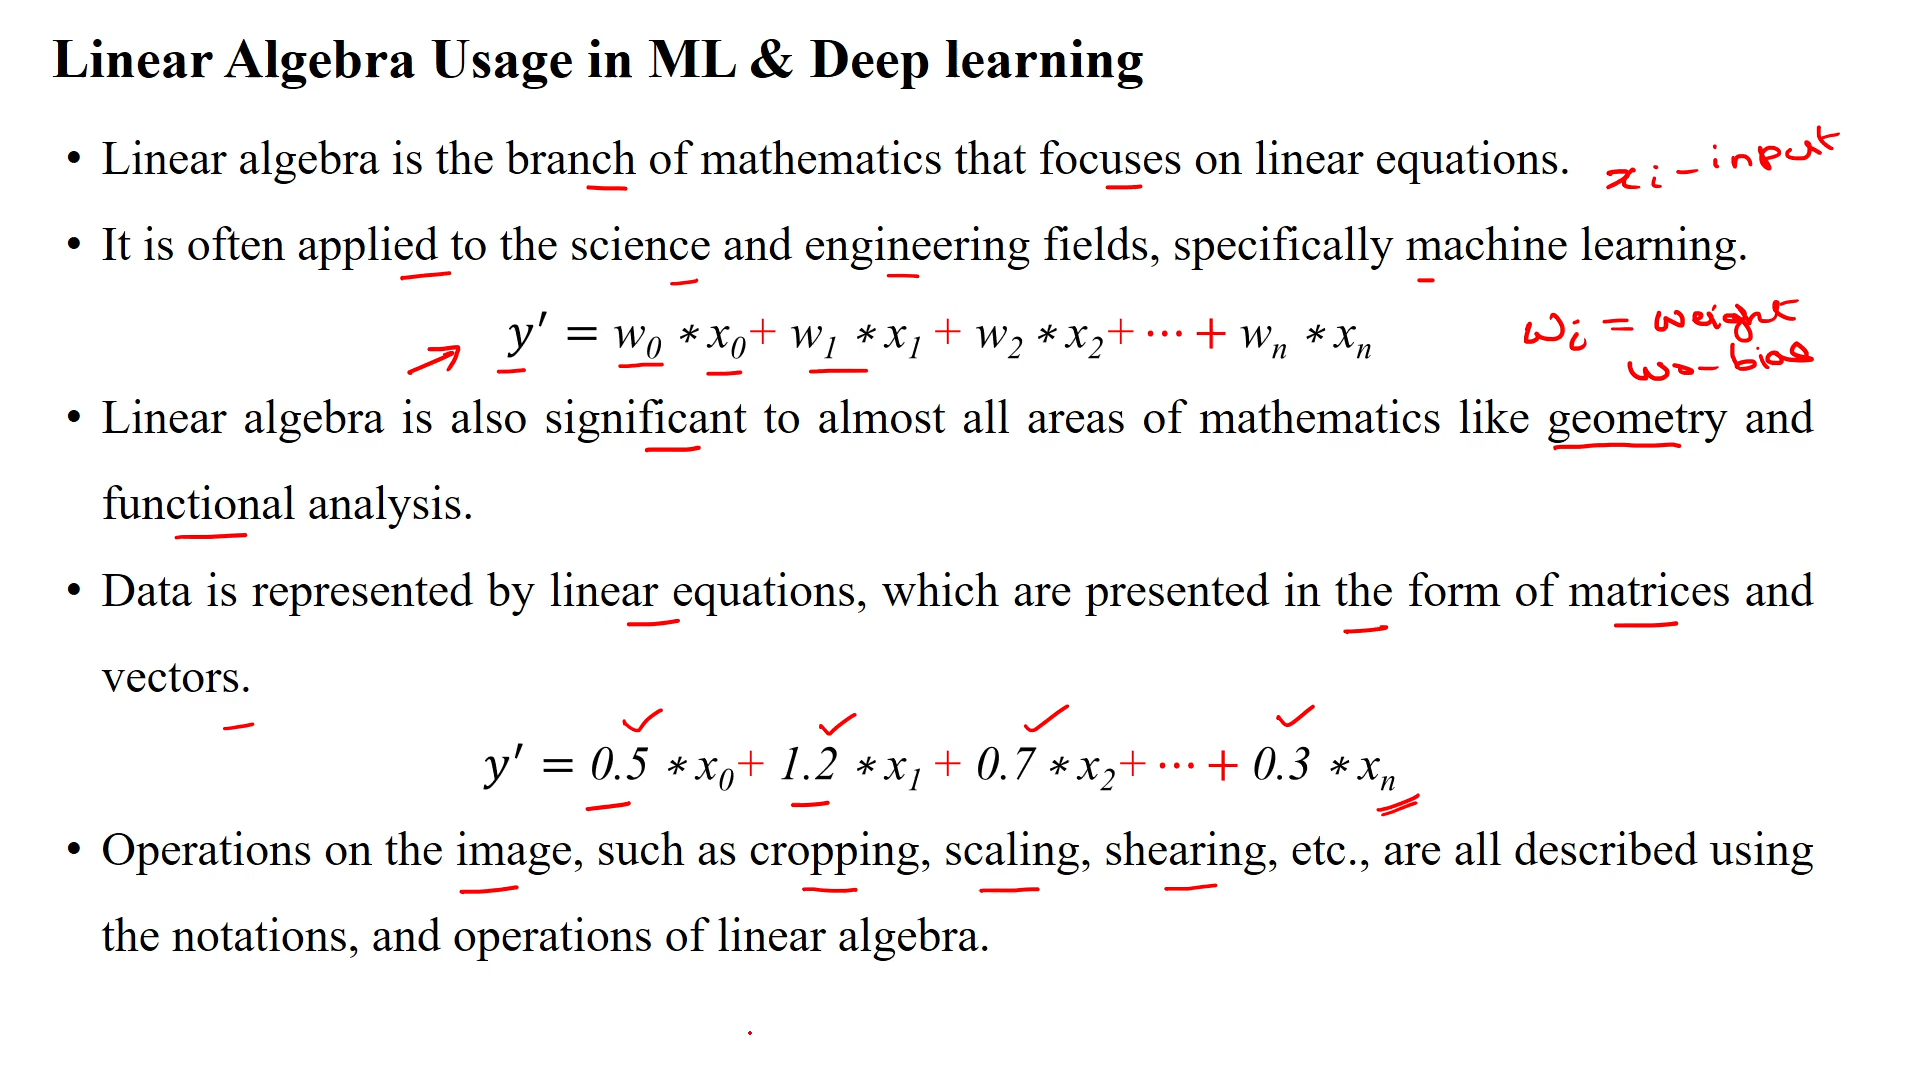 Linear Algebra Usage in ML & Deep learning
• Linear algebra is the branch of mathematics that focuses on linear equations.
xi - input
• It is often applied to the science and engineering fields, specifically machine learning.
y′ = w₀ * x₀ + w₁ * x₁ + w₂ * x₂ + ⋯ + wₙ * xₙ
wi = weight
w₀ - bias
• Linear algebra is also significant to almost all areas of mathematics like geometry and
functional analysis.
• Data is represented by linear equations, which are presented in the form of matrices and
vectors.
y′ = 0.5 * x₀ + 1.2 * x₁ + 0.7 * x₂ + ⋯ + 0.3 * xₙ
• Operations on the image, such as cropping, scaling, shearing, etc., are all described using
the notations, and operations of linear algebra.